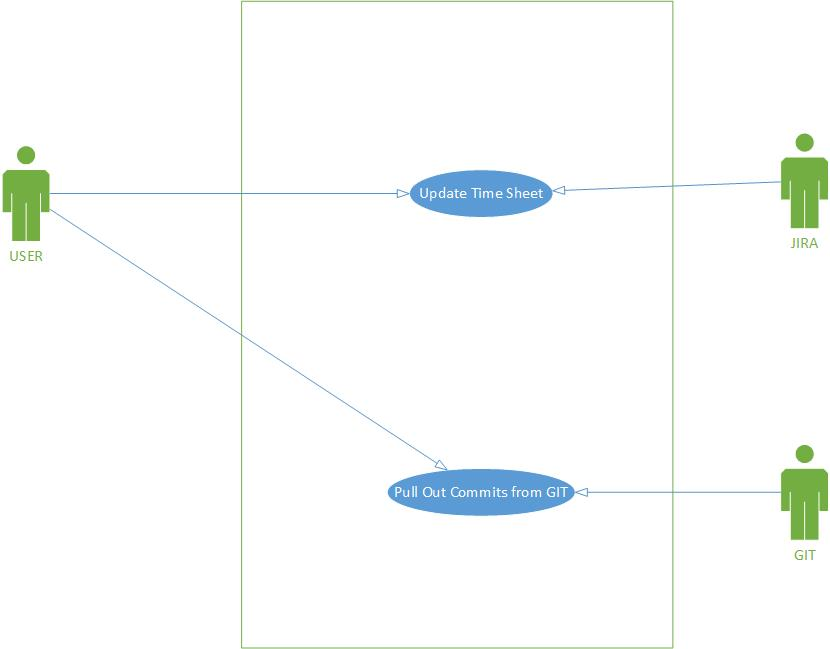 Update Time Sheet
JIRA
USER
Pull Out Commits from GIT
GIT